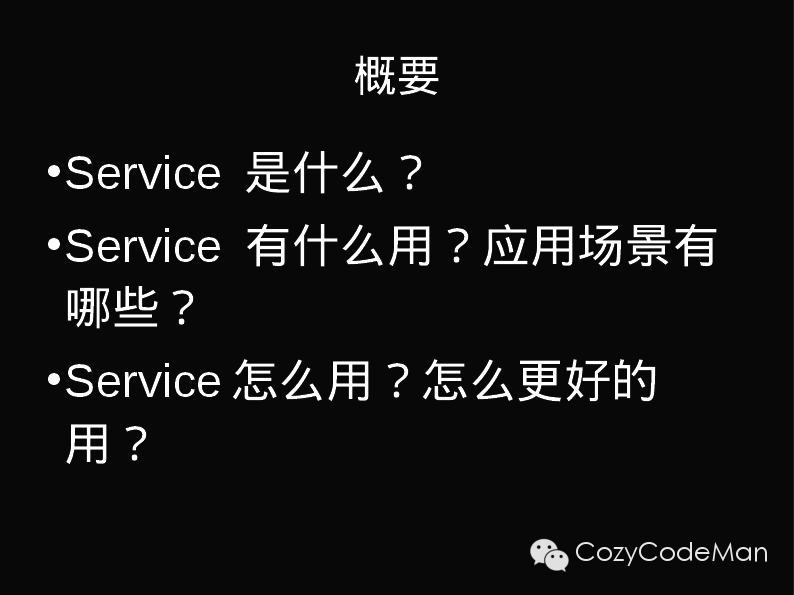 概要
•Service 是什么？
•Service 有什么用？应用场景有
哪些？
•Service 怎么用？怎么更好的
用？
CozyCodeMan